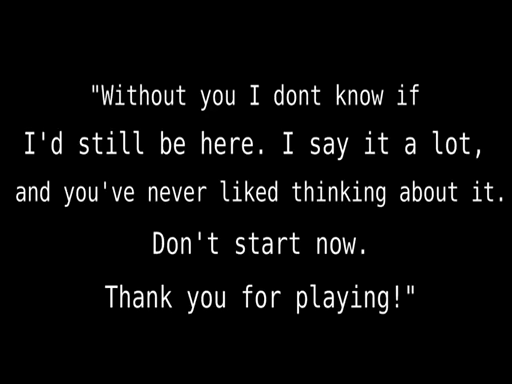 "Without you I dont know if
I'd still be here. I say it a lot,
and you've never liked thinking about it.
Don't start now.
Thank you for playing!"